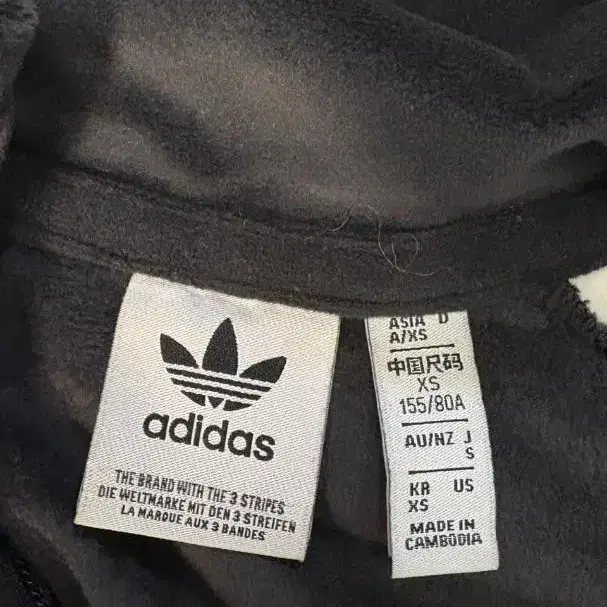 adidas
THE BRAND WITH THE 3 STRIPES
DIE WELTMARKE MIT DEN 3 STREIFEN
LA MARQUE AUX 3 BANDES
ASIA D
A/XS
中国尺码
XS
155/80A
AU/NZ J
S
KR US
XS
MADE IN
CAMBODIA